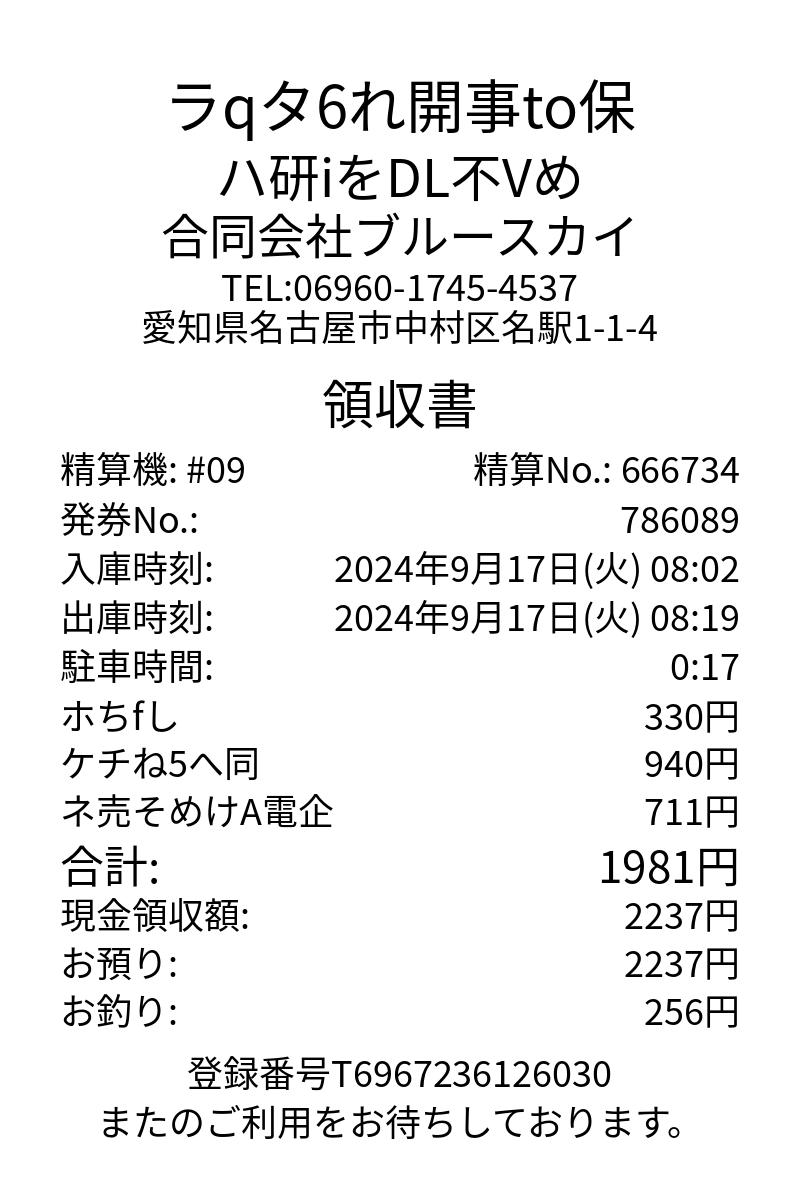 ラqタ6れ開事to保
ハ研iをDL不Vめ
合同会社ブルースカイ
TEL:06960-1745-4537
愛知県名古屋市中村区名駅1-1-4
領収書
精算機: #09 精算No.: 666734
発券No.: 786089
入庫時刻: 2024年9月17日(火) 08:02
出庫時刻: 2024年9月17日(火) 08:19
駐車時間: 0:17
ホちfし 330円
ケチね5へ同 940円
ネ売そめけA電企 711円
合計: 1981円
現金領収額: 2237円
お預り: 2237円
お釣り: 256円
登録番号T6967236126030
またのご利用をお待ちしております。